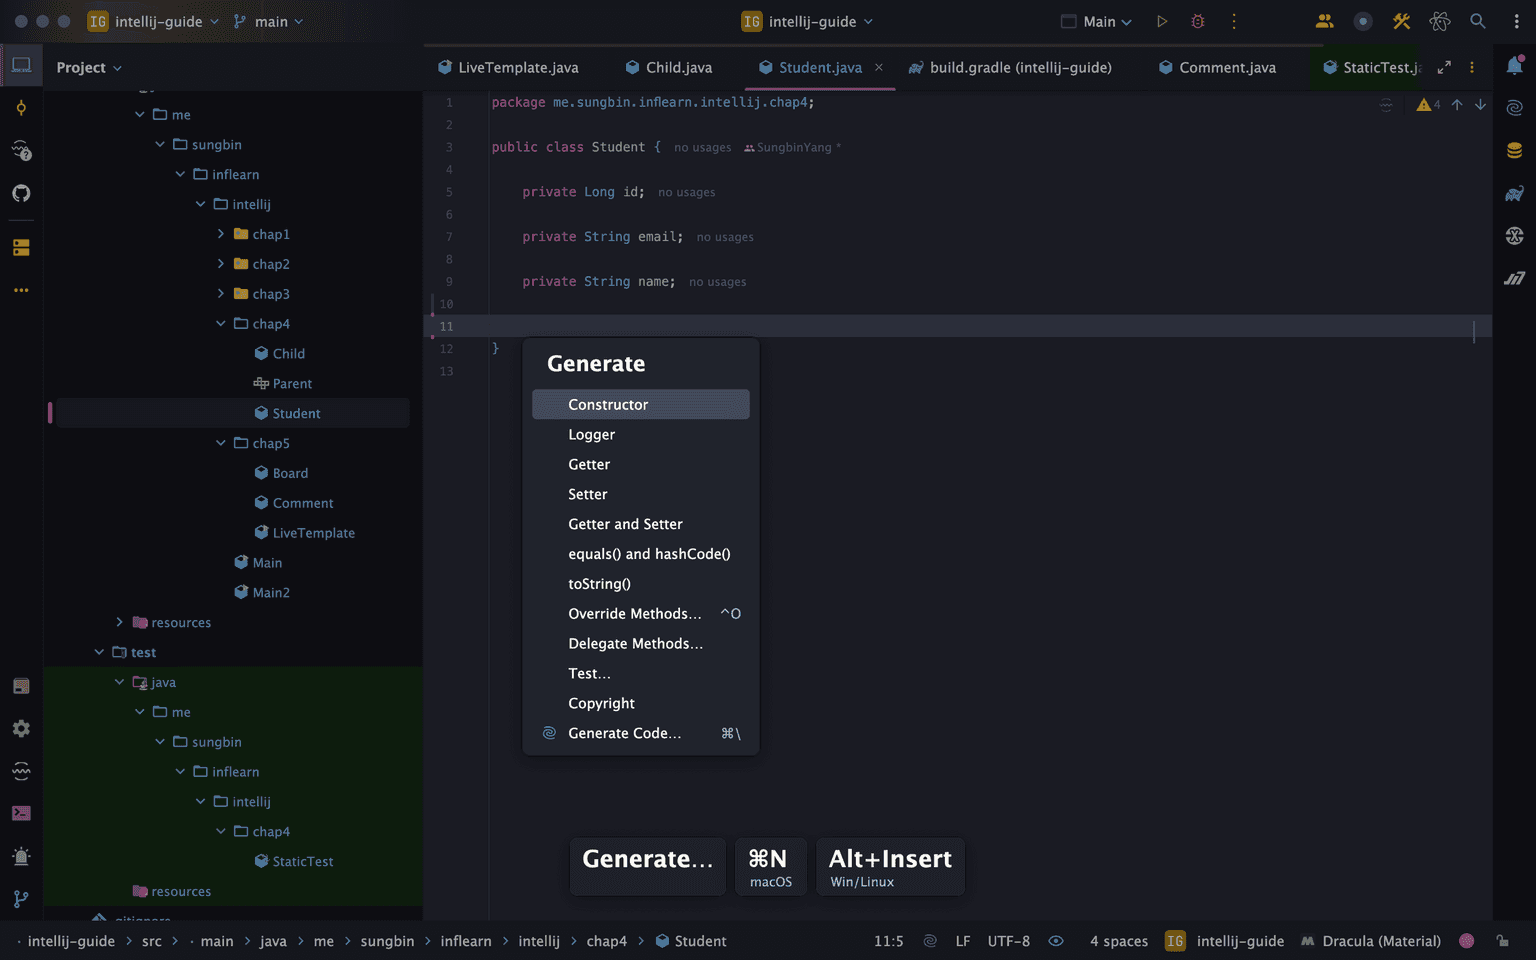 IG intellij-guide main
IG intellij-guide
Main
Project
LiveTemplate.java Child.java Student.java build.gradle (intellij-guide) Comment.java StaticTest.ja
me
sungbin
inflearn
intellij
chap1
chap2
chap3
chap4
Child
Parent
Student
chap5
Board
Comment
LiveTemplate
Main
Main2
resources
test
java
me
sungbin
inflearn
intellij
chap4
StaticTest
resources
.gitignore
4
1 package me.sungbin.inflearn.intellij.chap4;
2
3 public class Student { no usages SungbinYang *
4
5 private Long id; no usages
6
7 private String email; no usages
8
9 private String name; no usages
10
11
12 }
13
Generate
Constructor
Logger
Getter
Setter
Getter and Setter
equals() and hashCode()
toString()
Override Methods... ^O
Delegate Methods...
Test...
Copyright
Generate Code... ⌘\
Generate... ⌘N Alt+Insert
macOS Win/Linux
intellij-guide > src > main > java > me > sungbin > inflearn > intellij > chap4 > Student 11:5 LF UTF-8 4 spaces IG intellij-guide Dracula (Material)